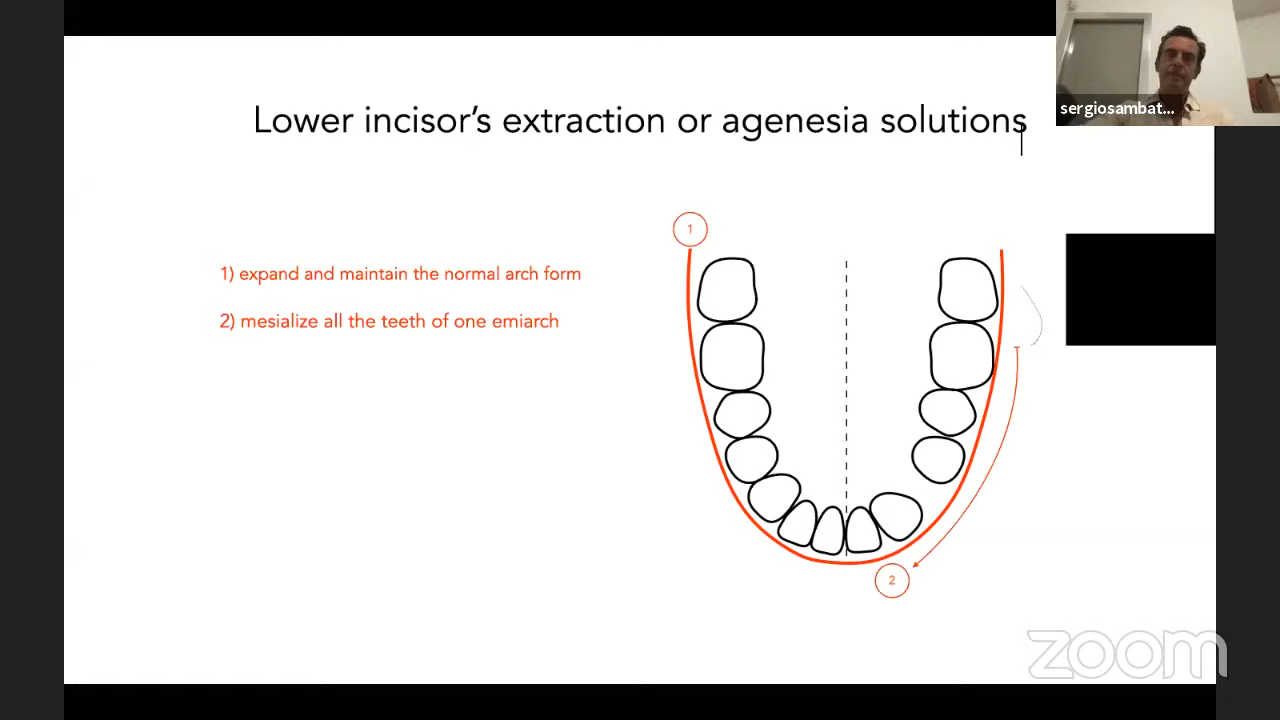 sergiosambat...
Lower incisor's extraction or agenesia solutions
1
1) expand and maintain the normal arch form
2) mesialize all the teeth of one emiarch
2
zoom